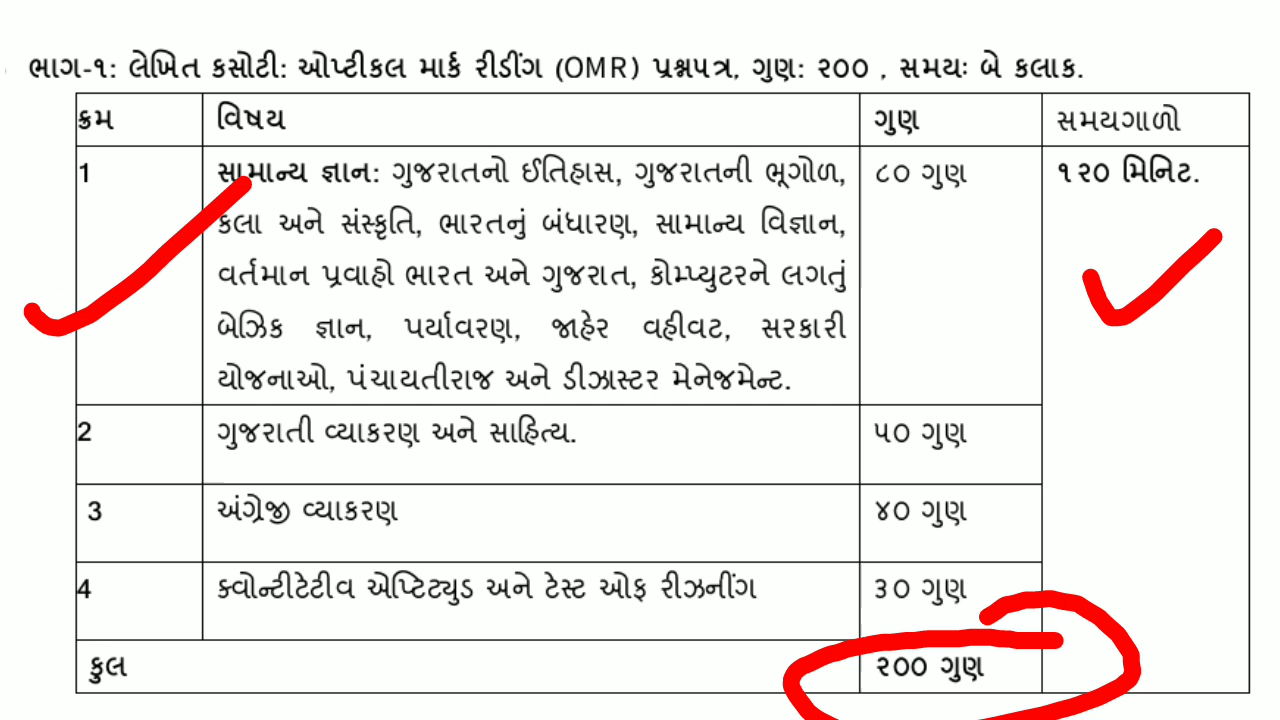 ભાગ-૧: લેખિત કસોટી: ઓપ્ટીકલ માર્ક રીડીંગ (OMR) પ્રશ્નપત્ર, ગુણ: ૨૦૦ , સમયઃ બે કલાક.
ક્રમ વિષય ગુણ સમયગાળો
1 સામાન્ય જ્ઞાન: ગુજરાતનો ઈતિહાસ, ગુજરાતની ભૂગોળ, ૮૦ ગુણ ૧૨૦ મિનિટ.
કલા અને સંસ્કૃતિ, ભારતનું બંધારણ, સામાન્ય વિજ્ઞાન,
વર્તમાન પ્રવાહો ભારત અને ગુજરાત, કોમ્પ્યુટરને લગતું
બેઝિક જ્ઞાન, પર્યાવરણ, જાહેર વહીવટ, સરકારી
યોજનાઓ, પંચાયતીરાજ અને ડીઝાસ્ટર મેનેજમેન્ટ.
2 ગુજરાતી વ્યાકરણ અને સાહિત્ય. ૫૦ ગુણ
3 અંગ્રેજી વ્યાકરણ ૪૦ ગુણ
4 ક્વોન્ટીટેટીવ એપ્ટિટ્યુડ અને ટેસ્ટ ઓફ રીઝનીંગ ૩૦ ગુણ
કુલ ૨૦૦ ગુણ